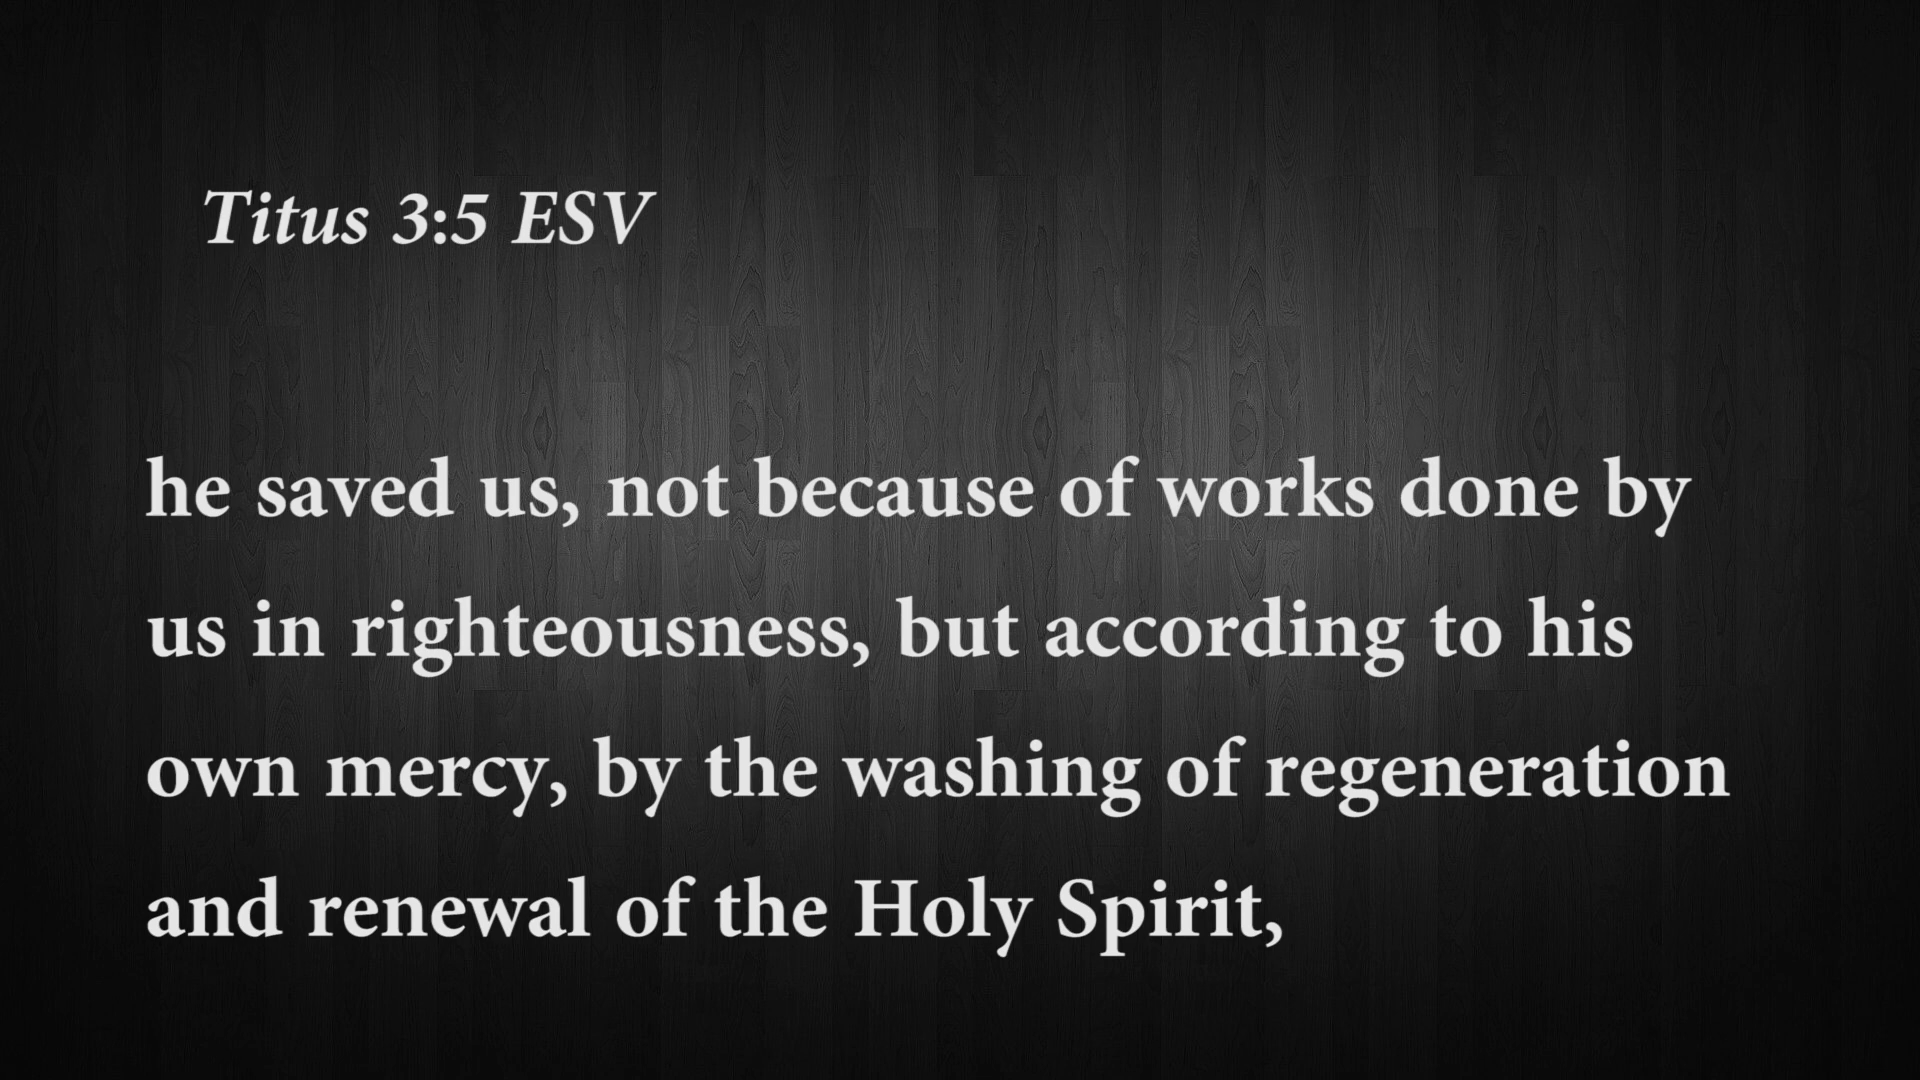 Titus 3:5 ESV
he saved us, not because of works done by
us in righteousness, but according to his
own mercy, by the washing of regeneration
and renewal of the Holy Spirit,